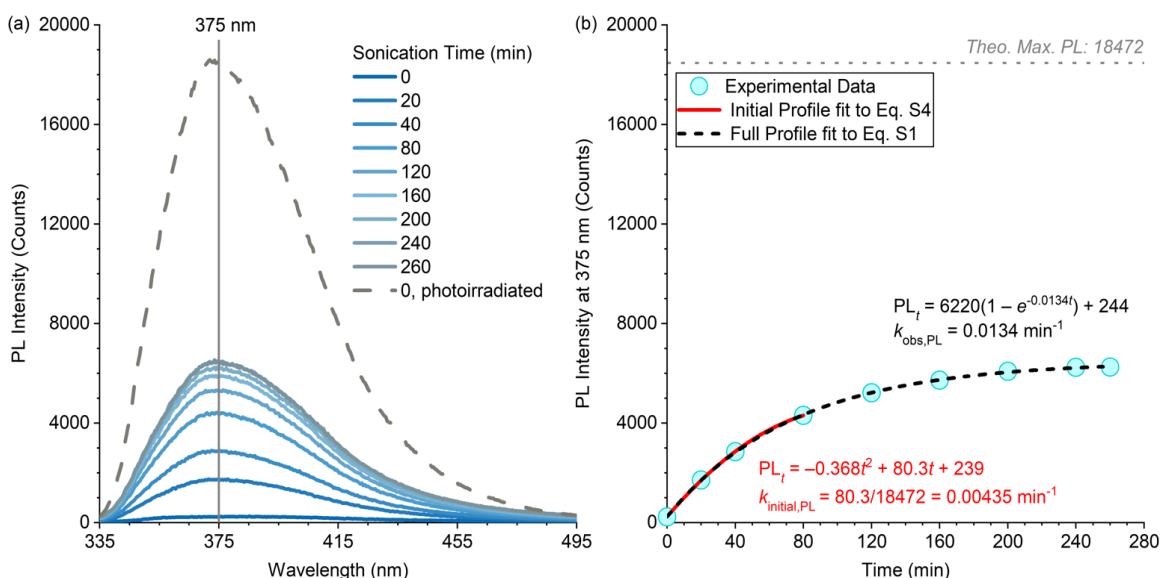 (a)
375 nm
20000
16000
12000
8000
4000
0
PL Intensity (Counts)
335
375
415
455
495
Wavelength (nm)
Sonication Time (min)
0
20
40
80
120
160
200
240
260
0, photoirradiated
(b)
20000
16000
12000
8000
4000
0
PL Intensity at 375 nm (Counts)
0
40
80
120
160
200
240
280
Time (min)
Theo. Max. PL: 18472
Experimental Data
Initial Profile fit to Eq. S4
Full Profile fit to Eq. S1
PLₜ = 6220(1 – e^-0.0134t) + 244
k_obs,PL = 0.0134 min⁻¹
PLₜ = –0.368t² + 80.3t + 239
k_initial,PL = 80.3/18472 = 0.00435 min⁻¹